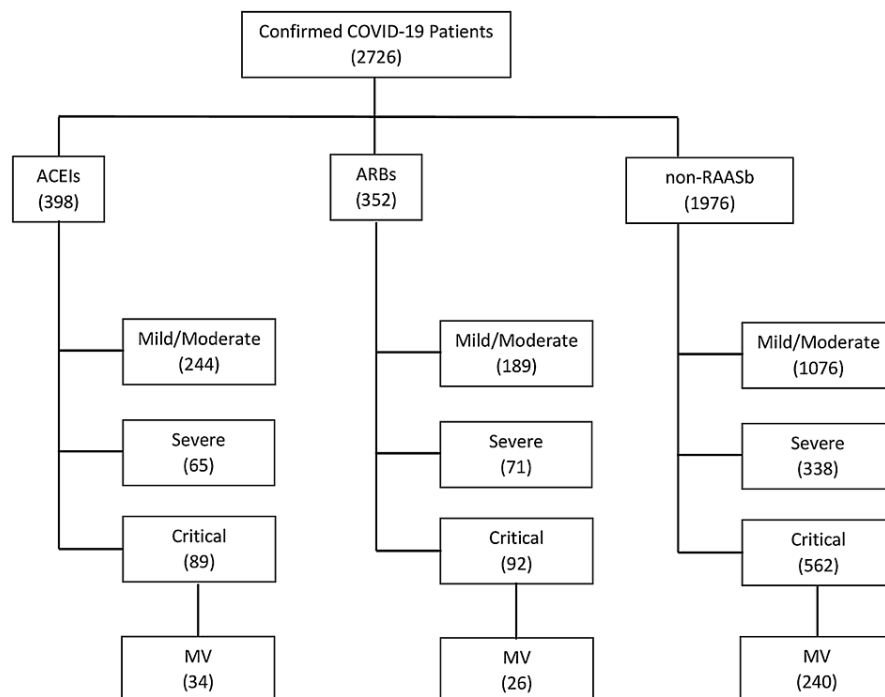 Confirmed COVID-19 Patients
(2726)
ACEIs
(398)
ARBs
(352)
non-RAASb
(1976)
Mild/Moderate
(244)
Mild/Moderate
(189)
Mild/Moderate
(1076)
Severe
(65)
Severe
(71)
Severe
(338)
Critical
(89)
Critical
(92)
Critical
(562)
MV
(34)
MV
(26)
MV
(240)